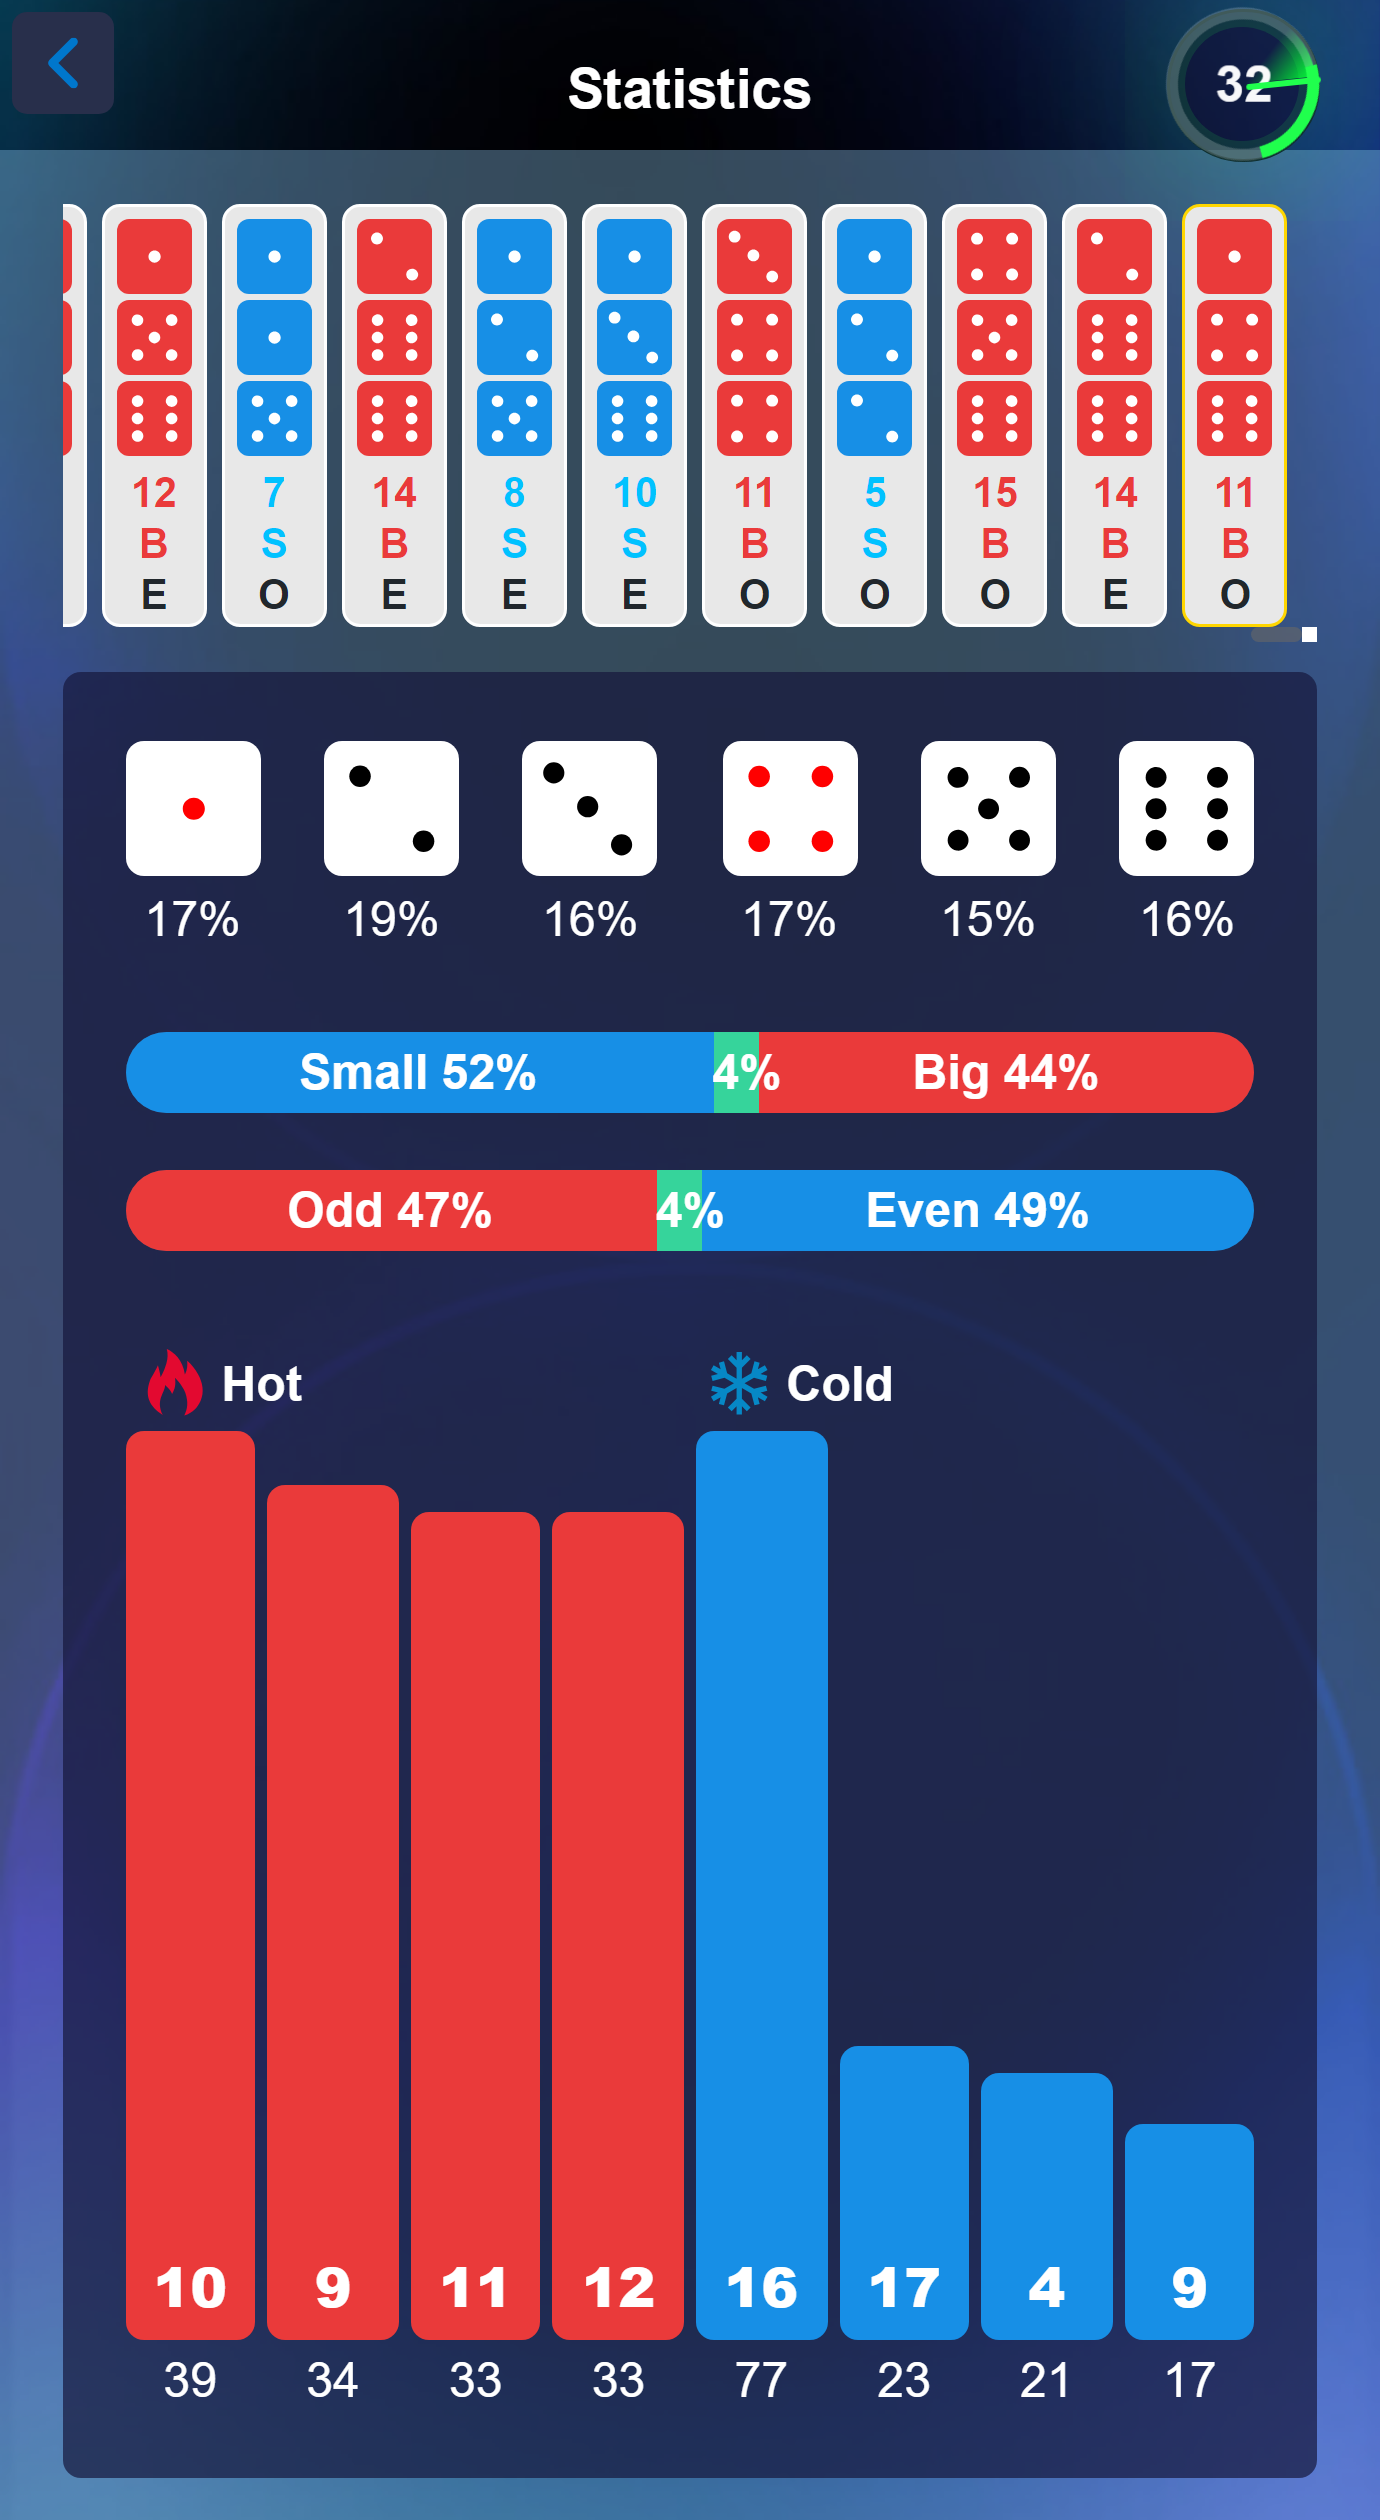 Statistics
32
12 7 14 8 10 11 5 15 14 11
B S B S S B S B B B
E O E E E O O O E O
17% 19% 16% 17% 15% 16%
Small 52% 4% Big 44%
Odd 47% 4% Even 49%
Hot Cold
10 9 11 12 16 17 4 9
39 34 33 33 77 23 21 17